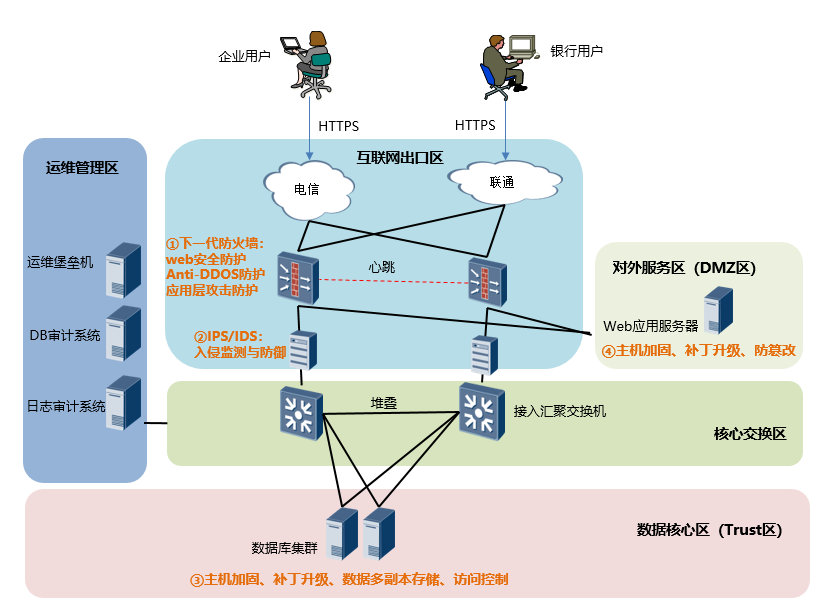 企业用户
银行用户
HTTPS
HTTPS
运维管理区
互联网出口区
电信
联通
①下一代防火墙：
web安全防护
Anti-DDOS防护
应用层攻击防护
心跳
运维堡垒机
对外服务区（DMZ区）
Web应用服务器
④主机加固、补丁升级、防篡改
DB审计系统
②IPS/IDS：
入侵监测与防御
日志审计系统
堆叠
接入汇聚交换机
核心交换区
数据核心区（Trust区）
数据库集群
③主机加固、补丁升级、数据多副本存储、访问控制